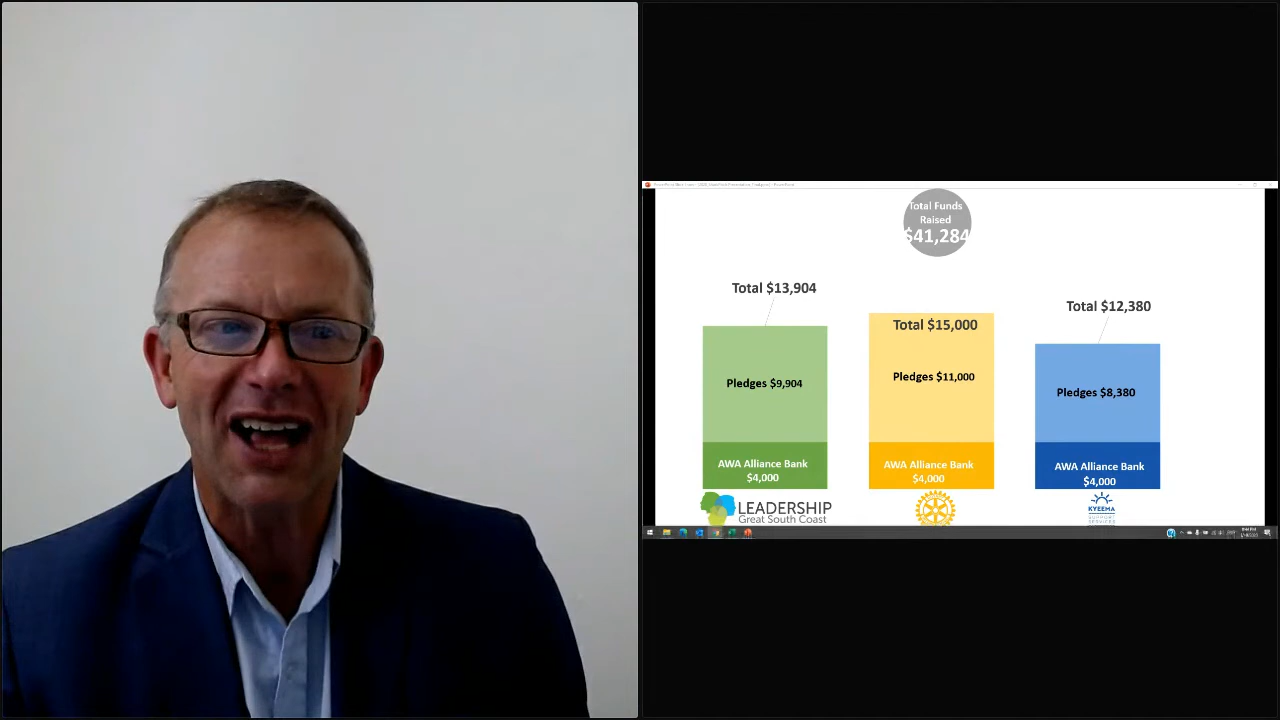 Total Funds
Raised
$41,284
Total $13,904
Total $15,000
Total $12,380
Pledges $9,904
Pledges $11,000
Pledges $8,380
AWA Alliance Bank
$4,000
AWA Alliance Bank
$4,000
AWA Alliance Bank
$4,000
LEADERSHIP
Great South Coast
KYEEMA
SUPPORT
SERVICES